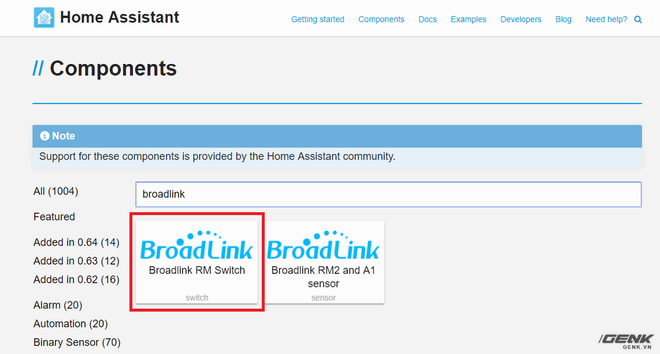 Home Assistant
Getting started Components Docs Examples Developers Blog Need help?
// Components
Note
Support for these components is provided by the Home Assistant community.
All (1004)
broadlink
Featured
Added in 0.64 (14)
Added in 0.63 (12)
Added in 0.62 (16)
Alarm (20)
Automation (20)
Binary Sensor (70)
BroadLink
Broadlink RM Switch
switch
BroadLink
Broadlink RM2 and A1
sensor
sensor
GENK
GENK.VN